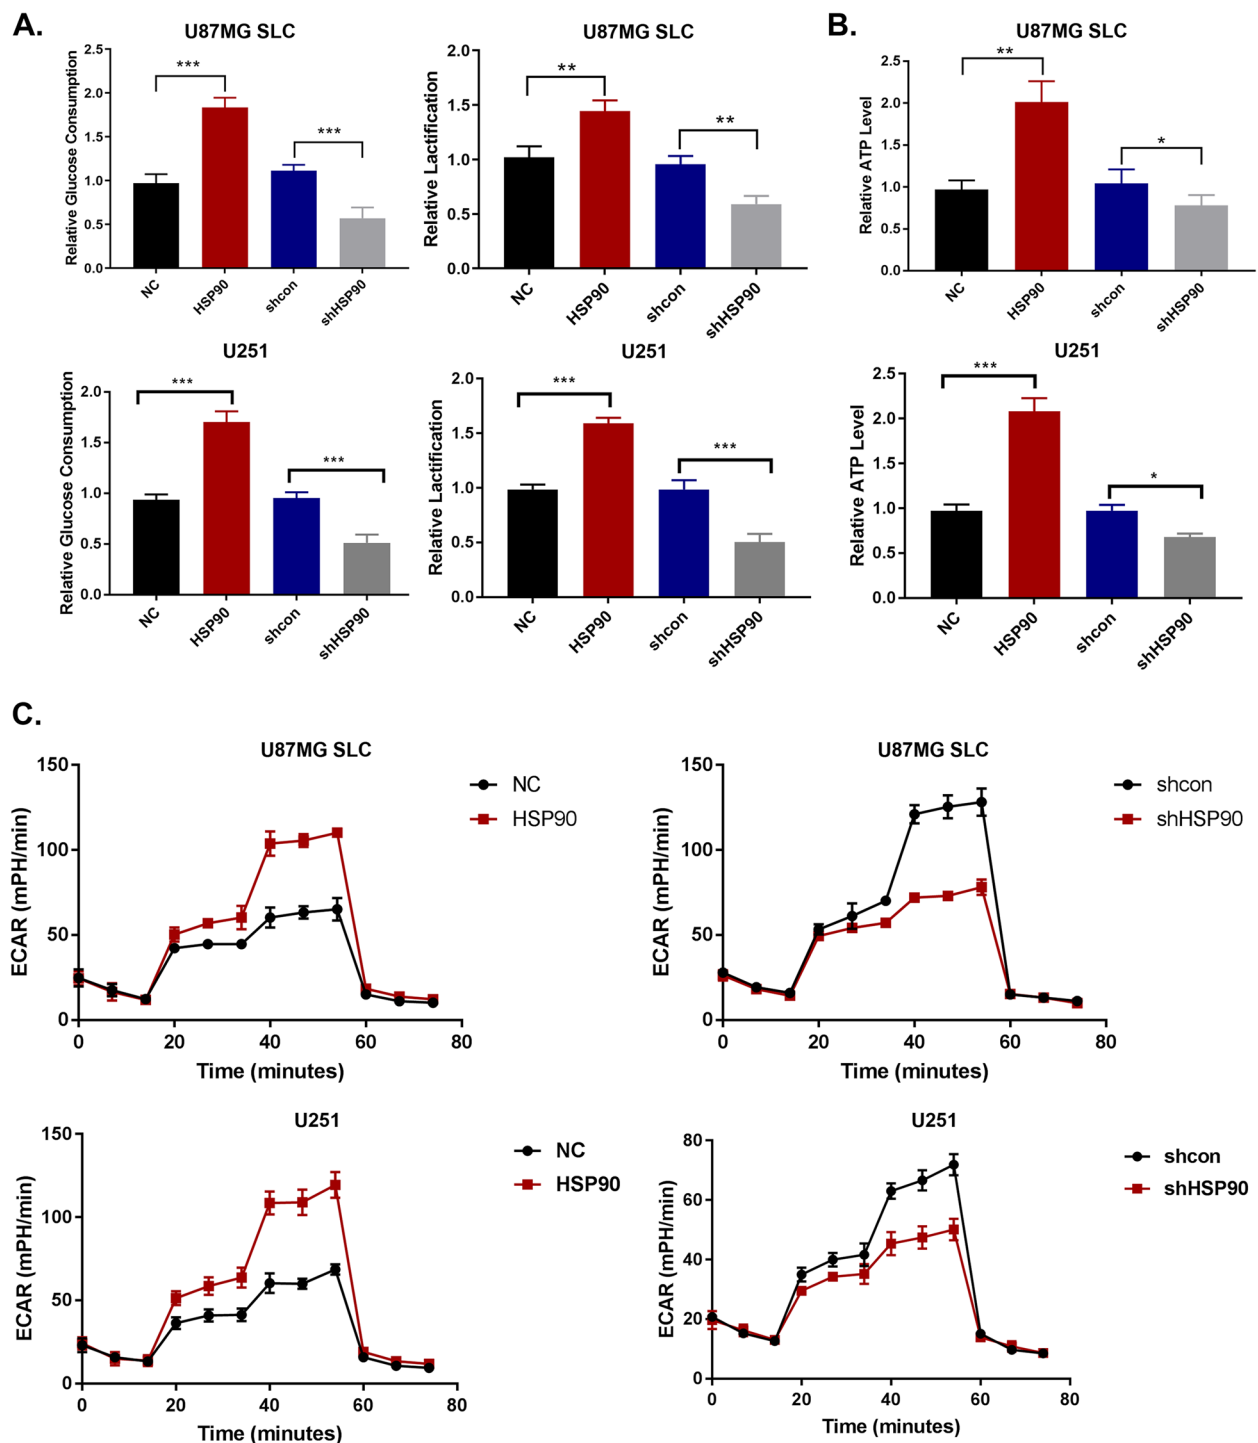 A.
U87MG SLC
Relative Glucose Consumption
2.5
2.0
1.5
1.0
0.5
0.0
***
***
NC
HSP90
shcon
shHSP90
U87MG SLC
Relative Lactification
2.0
1.5
1.0
0.5
0.0
**
**
NC
HSP90
shcon
shHSP90
B.
U87MG SLC
Relative ATP Level
2.5
2.0
1.5
1.0
0.5
0.0
**
*
NC
HSP90
shcon
shHSP90
U251
Relative Glucose Consumption
2.0
1.5
1.0
0.5
0.0
***
***
NC
HSP90
shcon
shHSP90
U251
Relative Lactification
2.0
1.5
1.0
0.5
0.0
***
***
NC
HSP90
shcon
shHSP90
U251
Relative ATP Level
2.5
2.0
1.5
1.0
0.5
0.0
***
*
NC
HSP90
shcon
shHSP90
C.
U87MG SLC
ECAR (mPH/min)
150
100
50
0
0 20 40 60 80
Time (minutes)
NC
HSP90
U87MG SLC
ECAR (mPH/min)
150
100
50
0
0 20 40 60 80
Time (minutes)
shcon
shHSP90
U251
ECAR (mPH/min)
150
100
50
0
0 20 40 60 80
Time (minutes)
NC
HSP90
U251
ECAR (mPH/min)
80
60
40
20
0
0 20 40 60 80
Time (minutes)
shcon
shHSP90